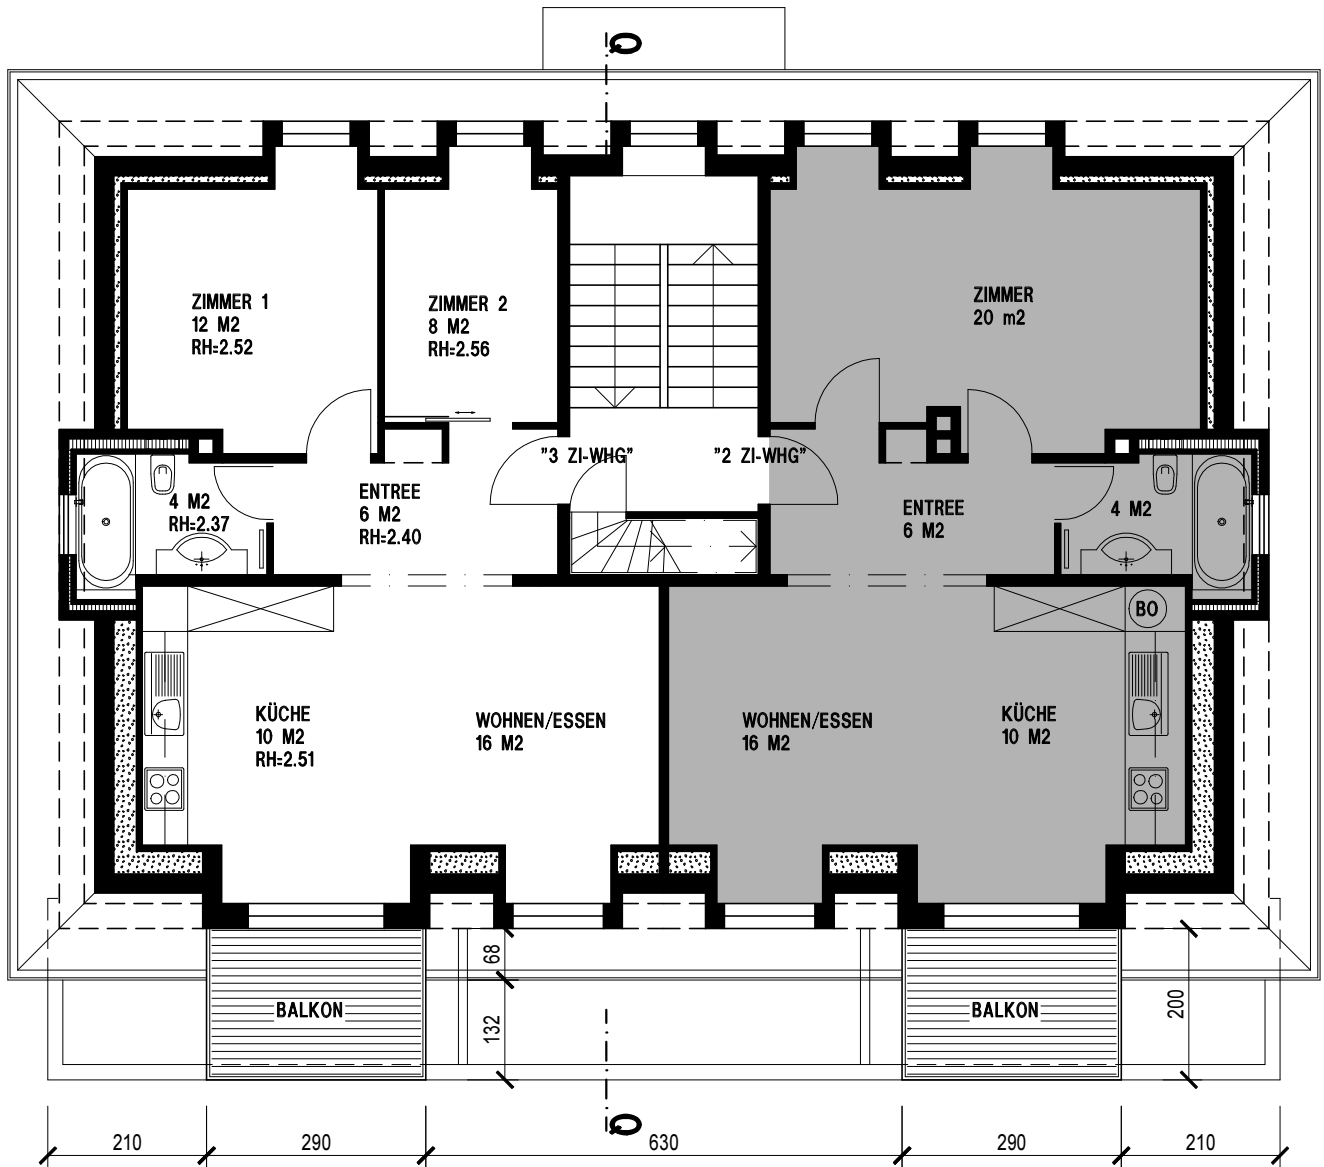 Q
ZIMMER 1
12 M2
RH=2.52
ZIMMER 2
8 M2
RH=2.56
ZIMMER
20 m2
"3 ZI-WHG"
"2 ZI-WHG"
4 M2
RH=2.37
ENTREE
6 M2
RH=2.40
ENTREE
6 M2
4 M2
BO
KÜCHE
10 M2
RH=2.51
WOHNEN/ESSEN
16 M2
WOHNEN/ESSEN
16 M2
KÜCHE
10 M2
68
132
200
BALKON
BALKON
Q
210
290
630
290
210